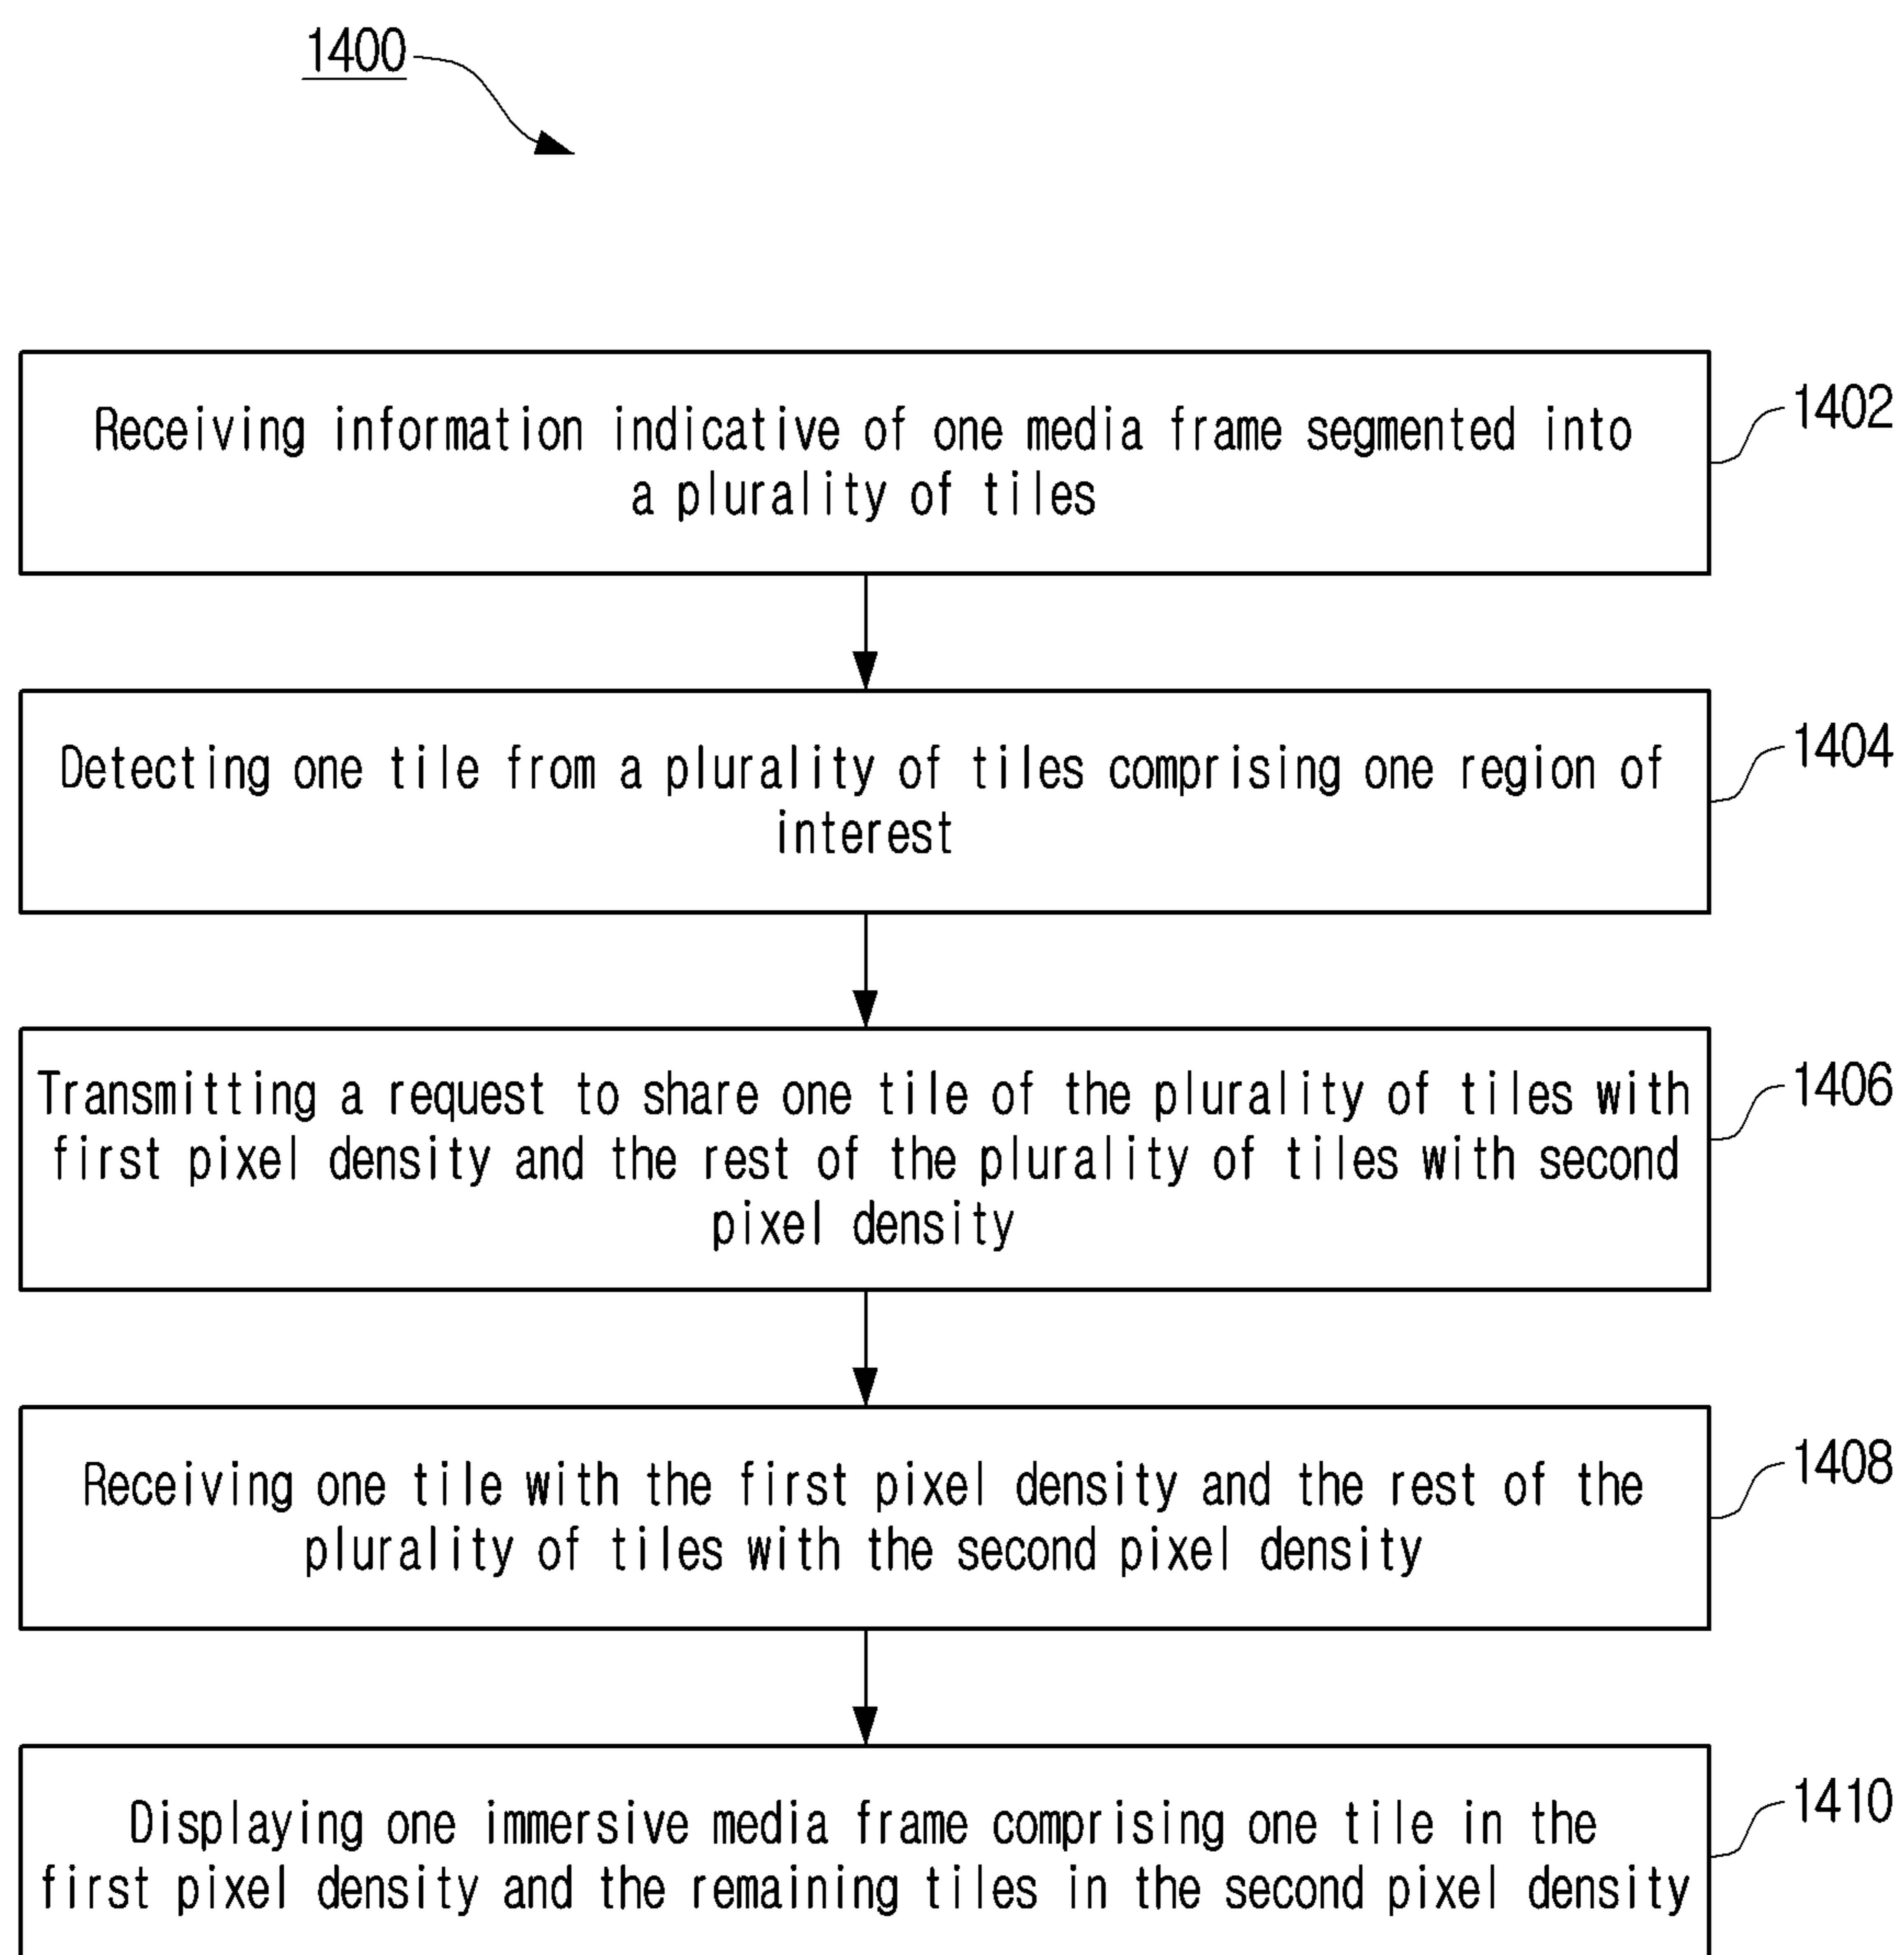 1400
Receiving information indicative of one media frame segmented into
a plurality of tiles
1402
Detecting one tile from a plurality of tiles comprising one region of
interest
1404
Transmitting a request to share one tile of the plurality of tiles with
first pixel density and the rest of the plurality of tiles with second
pixel density
1406
Receiving one tile with the first pixel density and the rest of the
plurality of tiles with the second pixel density
1408
Displaying one immersive media frame comprising one tile in the
first pixel density and the remaining tiles in the second pixel density
1410